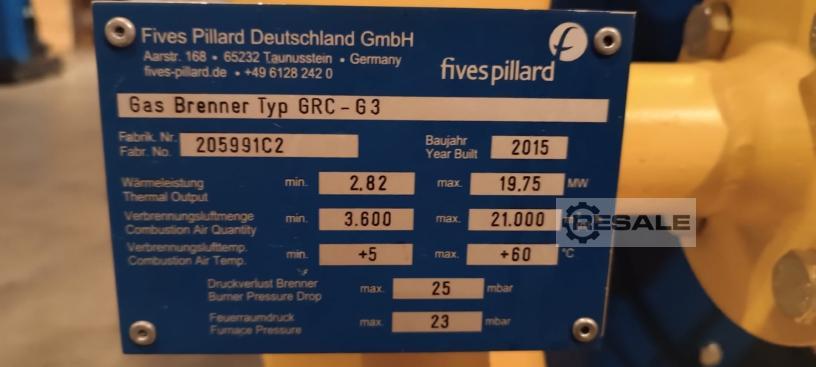 Fives Pillard Deutschland GmbH
Aarstr. 168 • 65232 Taunusstein • Germany
fives-pillard.de • +49 6128 242 0
fives pillard
Gas Brenner Typ GRC-G3
Fabrik. Nr.
Fabr. No.
205991C2
Baujahr
Year Built
2015
Wärmeleistung
Thermal Output
min. 2.82 max. 19.75 MW
Verbrennungsluftmenge
Combustion Air Quantity
min. 3.600 max. 21.000
RESALE
Verbrennungslufttemp.
Combustion Air Temp.
min. +5 max. +60 °C
Druckverlust Brenner
Burner Pressure Drop
max. 25 mbar
Feuerraumdruck
Furnace Pressure
max. 23 mbar